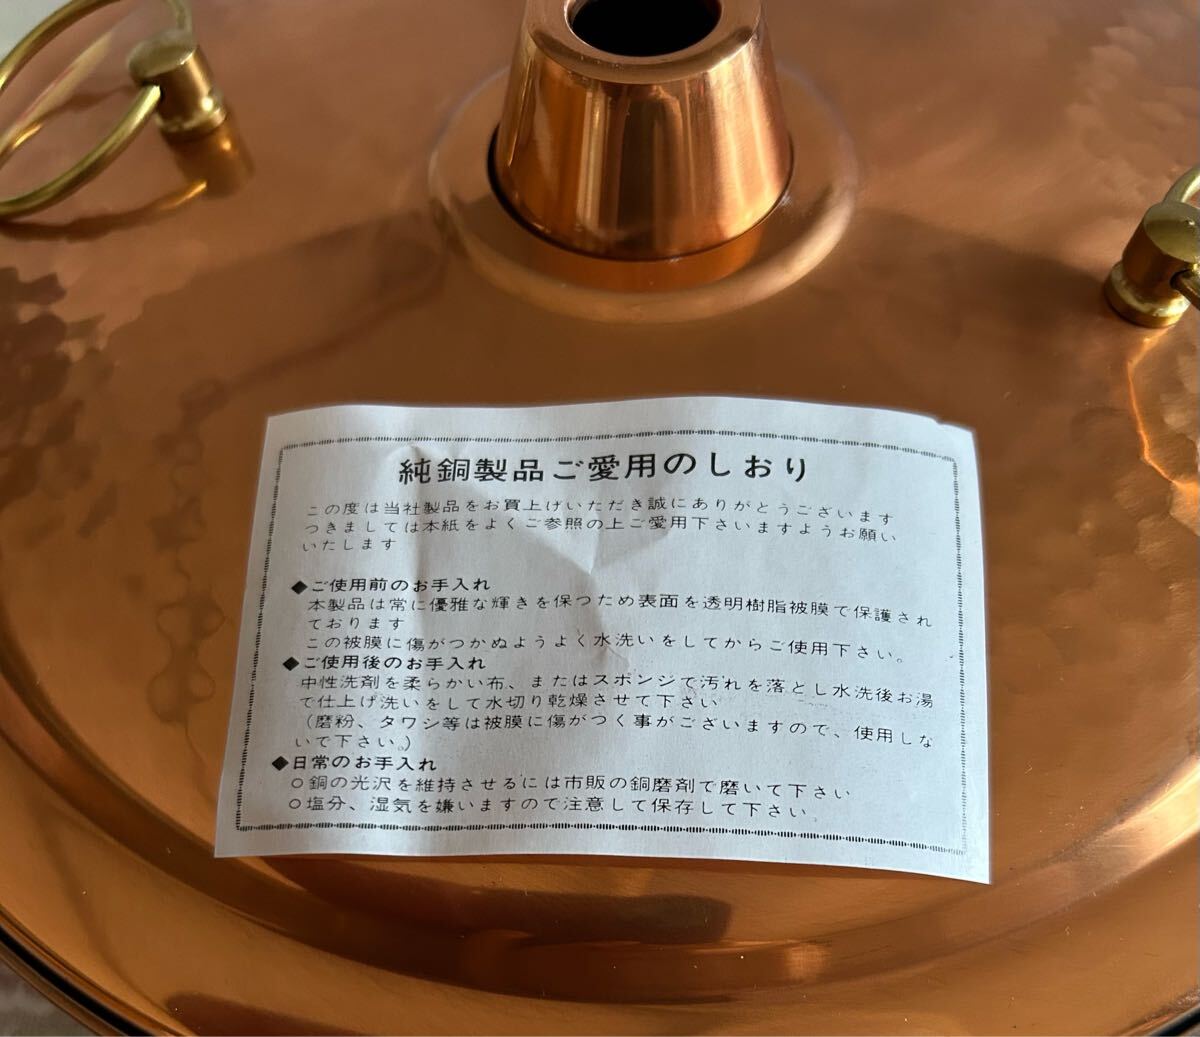 純銅製品ご愛用のしおり
この度は当社製品をお買上げいただき誠にありがとうございます
つきましては本紙をよくご参照の上ご愛用下さいますようお願い
いたします
◆ご使用前のお手入れ
本製品は常に優雅な輝きを保つため表面を透明樹脂被膜で保護され
ております
この被膜に傷がつかぬようよく水洗いをしてからご使用下さい。
◆ご使用後のお手入れ
中性洗剤を柔らかい布、またはスポンジで汚れを落とし水洗後お湯
で仕上げ洗いをして水切り乾燥させて下さい
(磨粉、タワシ等は被膜に傷がつく事がございますので、使用しな
いで下さい。)
◆日常のお手入れ
○銅の光沢を維持させるには市販の銅磨剤で磨いて下さい
○塩分、湿気を嫌いますので注意して保存して下さい。